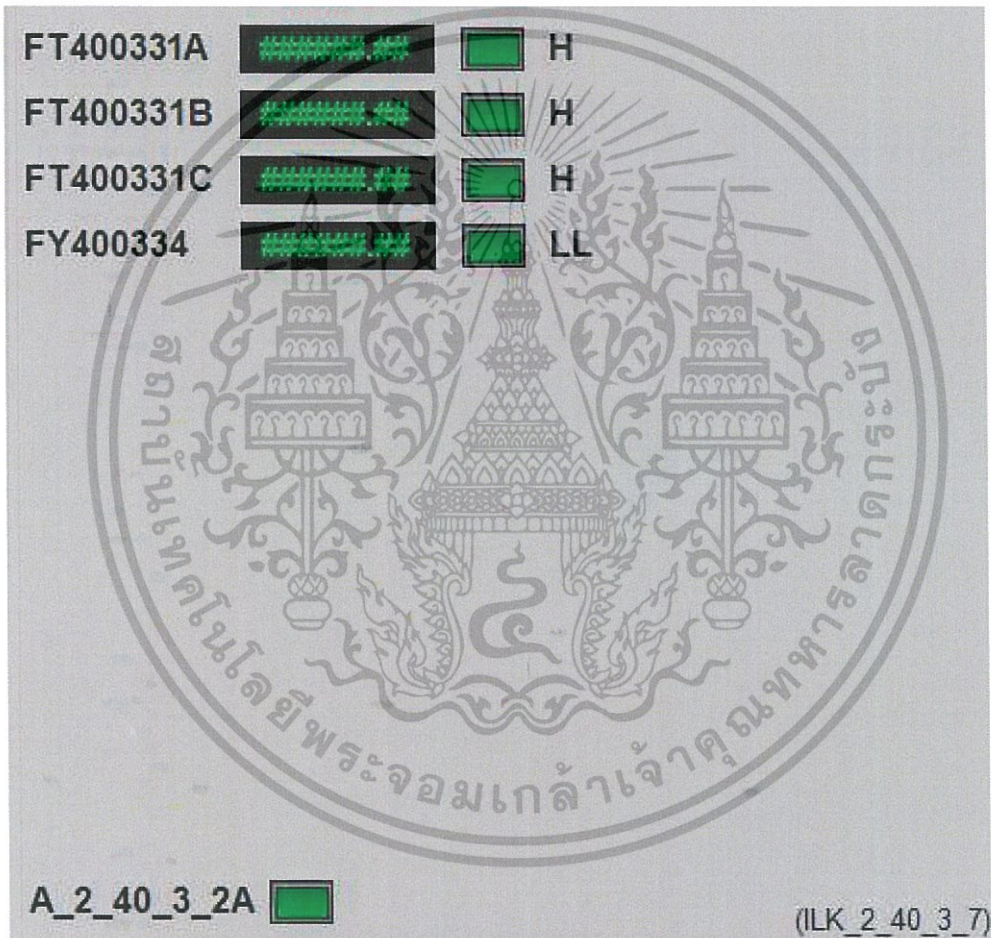 FT400331A ########.## H
FT400331B ########.## H
FT400331C ########.## H
FY400334 ########.## LL
สถาบันเทคโนโลยีพระจอมเกล้าเจ้าคุณทหารลาดกระบัง
A_2_40_3_2A
(ILK_2_40_3_7)